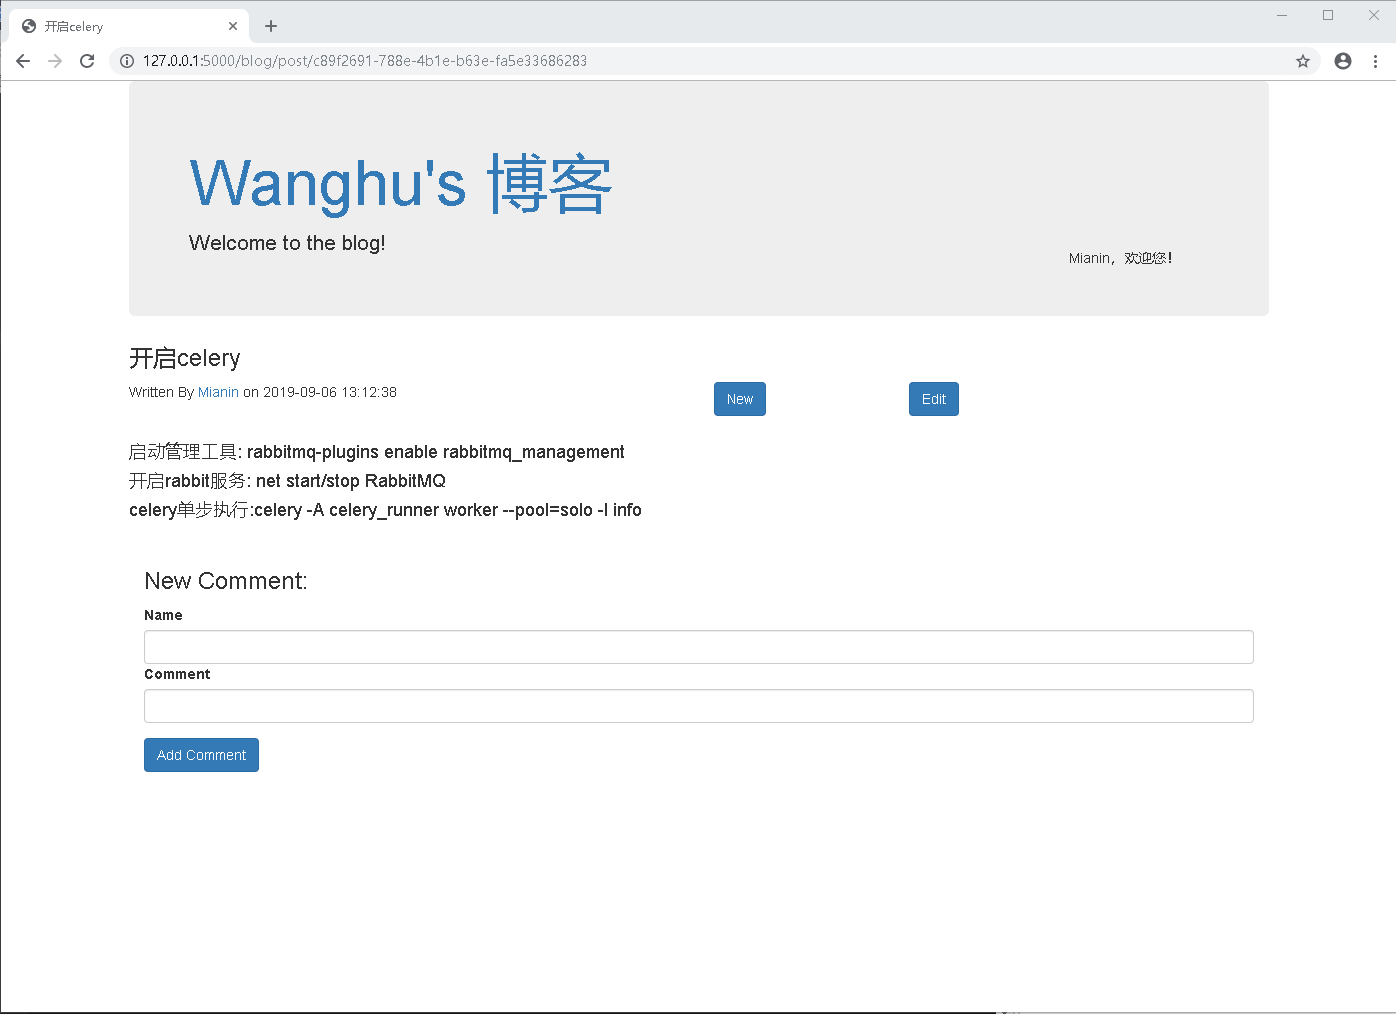 开启celery
127.0.0.1:5000/blog/post/c89f2691-788e-4b1e-b63e-fa5e33686283
Wanghu's 博客
Welcome to the blog!
Mianin，欢迎您！
开启celery
Written By Mianin on 2019-09-06 13:12:38
New
Edit
启动管理工具: rabbitmq-plugins enable rabbitmq_management
开启rabbit服务: net start/stop RabbitMQ
celery单步执行:celery -A celery_runner worker --pool=solo -l info
New Comment:
Name
Comment
Add Comment